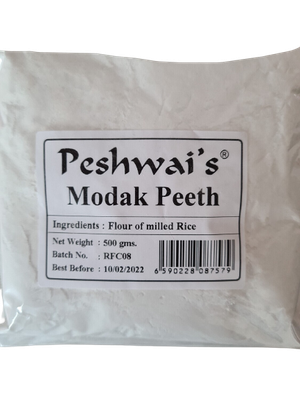 Peshwai's®
Modak Peeth
Ingredients : Flour of milled Rice
Net Weight : 500 gms.
Batch No. : RFC08
Best Before : 10/02/2022
6 590228 087579